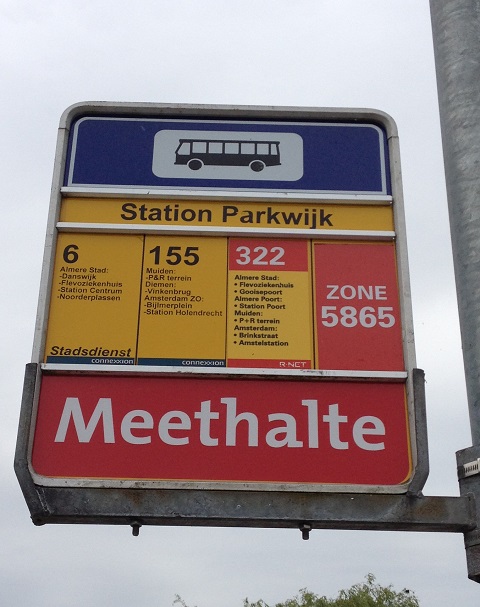 Station Parkwijk
6
Almere Stad:
-Danswijk
-Flevoziekenhuis
-Station Centrum
-Noorderplassen
Stadsdienst
connexxion
155
Muiden:
-P&R terrein
Diemen:
-Vinkenbrug
Amsterdam ZO:
-Bijlmerplein
-Station Holendrecht
connexxion
322
Almere Stad:
• Flevoziekenhuis
• Gooisepoort
Almere Poort:
• Station Poort
Muiden:
• P+R terrein
Amsterdam:
• Brinkstraat
• Amstelstation
R-NET
ZONE
5865
Meethalte